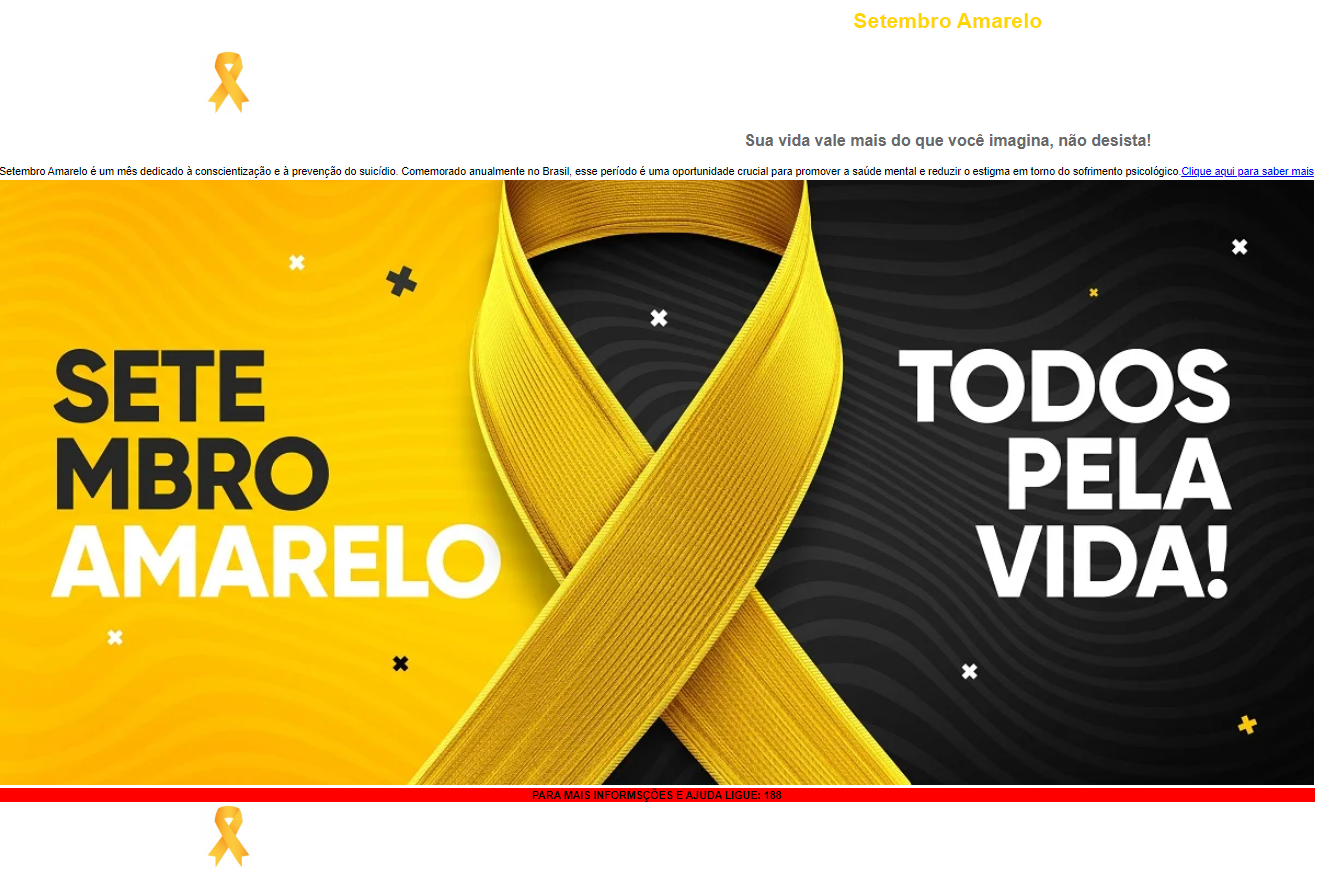 Setembro Amarelo
Sua vida vale mais do que você imagina, não desista!
Setembro Amarelo é um mês dedicado à conscientização e à prevenção do suicídio. Comemorado anualmente no Brasil, esse período é uma oportunidade crucial para promover a saúde mental e reduzir o estigma em torno do sofrimento psicológico.Clique aqui para saber mais
SETE
MBRO
AMARELO
TODOS
PELA
VIDA!
PARA MAIS INFORMSÇÕES E AJUDA LIGUE: 188